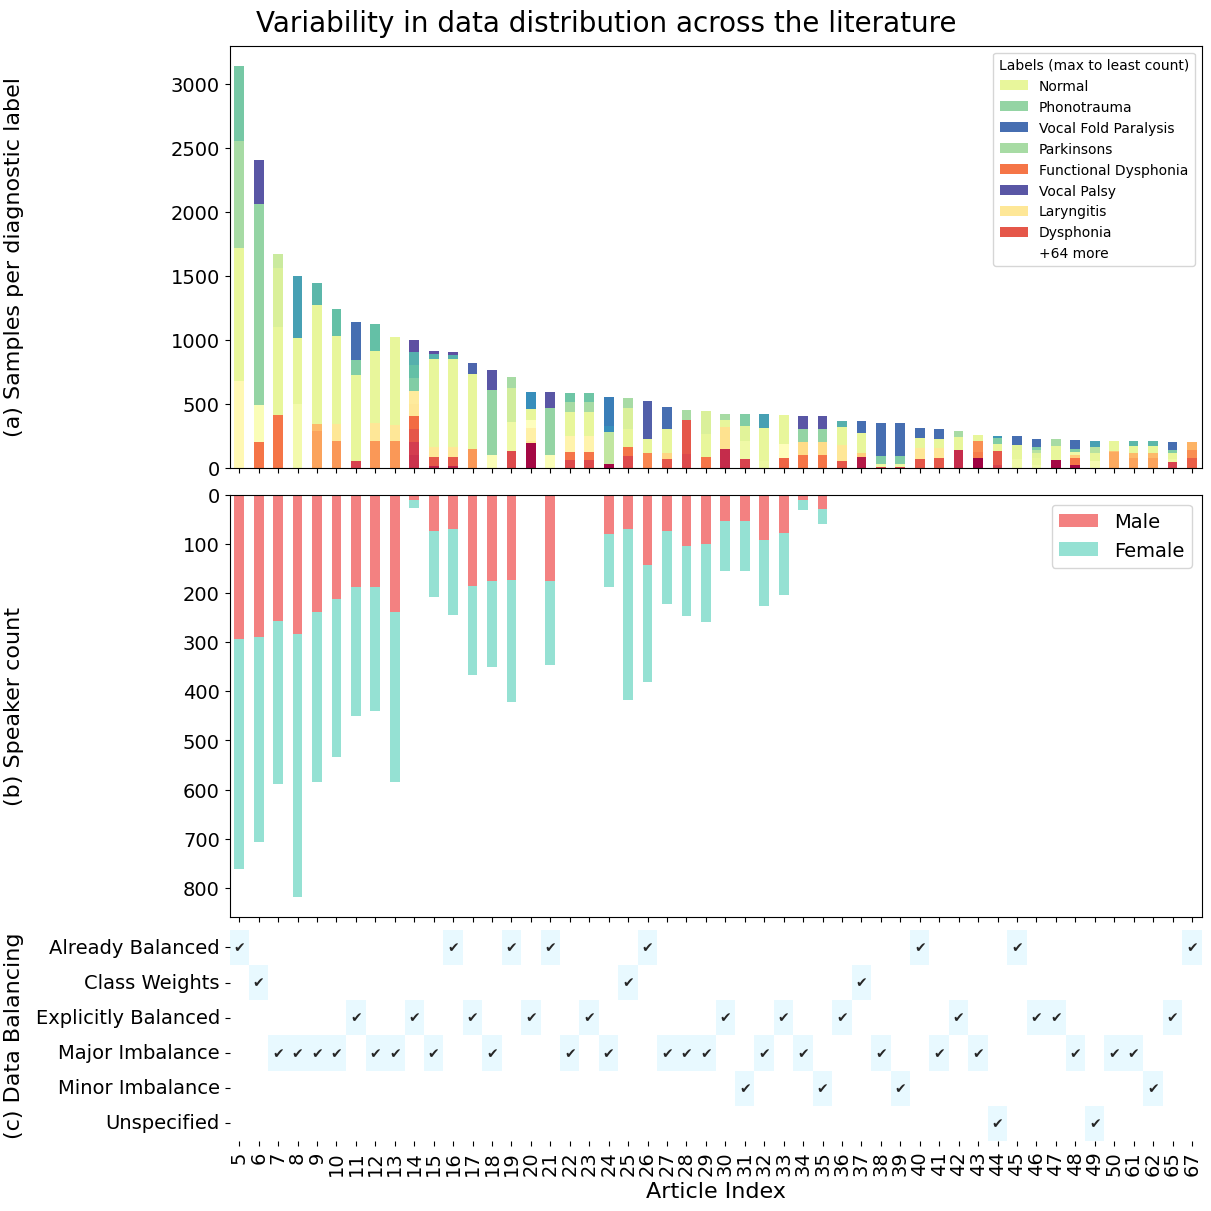 Variability in data distribution across the literature
(a) Samples per diagnostic label
3000
2500
2000
1500
1000
500
0
Labels (max to least count)
Normal
Phonotrauma
Vocal Fold Paralysis
Parkinsons
Functional Dysphonia
Vocal Palsy
Laryngitis
Dysphonia
+64 more
(b) Speaker count
0
100
200
300
400
500
600
700
800
Male
Female
(c) Data Balancing
Already Balanced
Class Weights
Explicitly Balanced
Major Imbalance
Minor Imbalance
Unspecified
5 6 7 8 9 10 11 12 13 14 15 16 17 18 19 20 21 22 23 24 25 26 27 28 29 30 31 32 33 34 35 36 37 38 39 40 41 42 43 44 45 46 47 48 49 50 61 62 65 67
Article Index